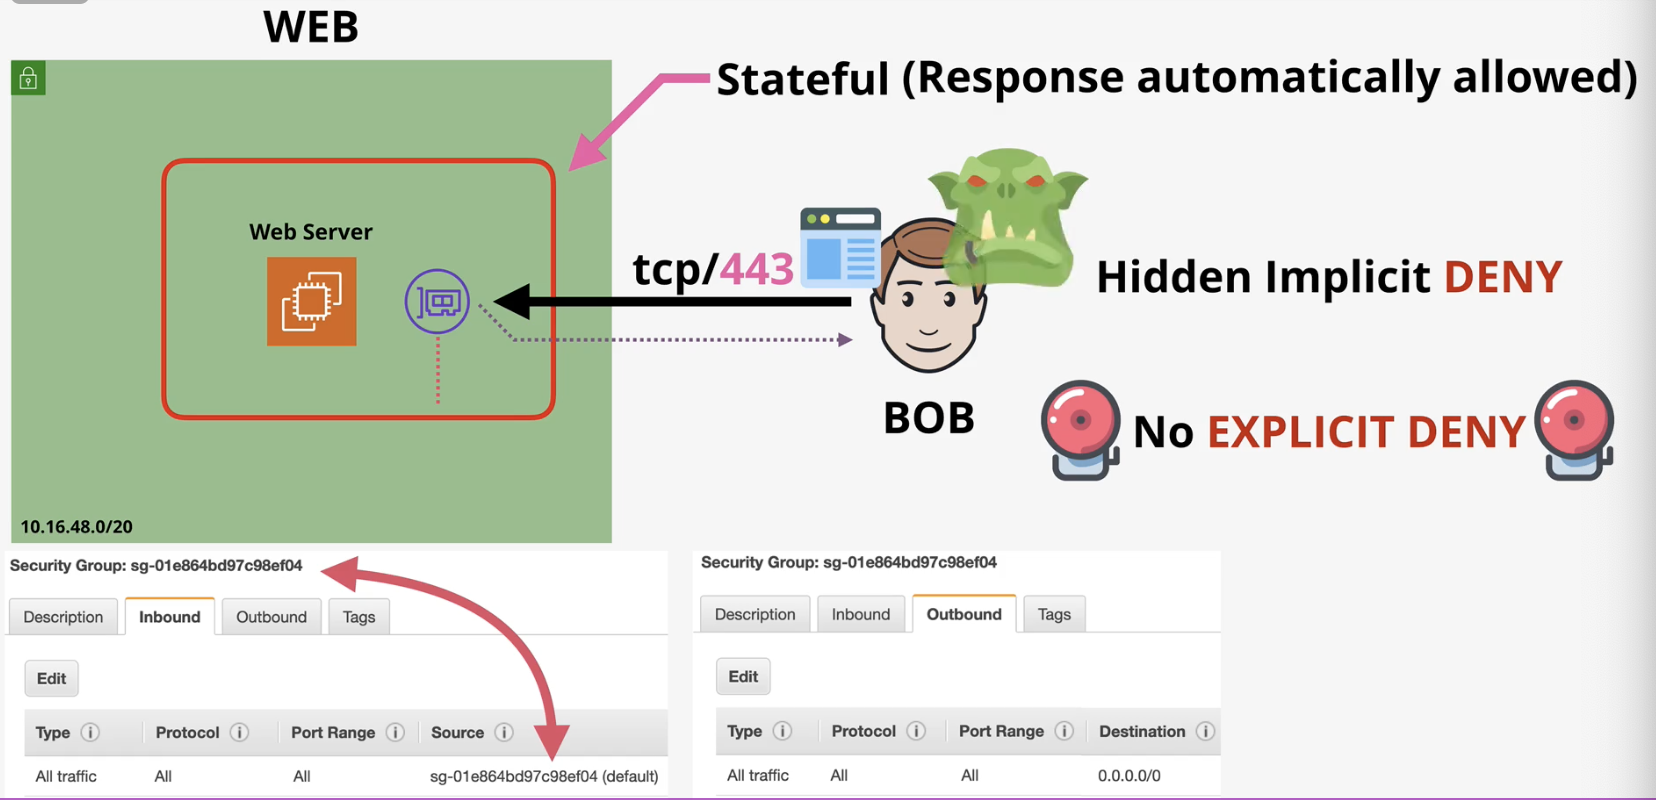 WEB
Stateful (Response automatically allowed)
Web Server
tcp/443
Hidden Implicit DENY
BOB
No EXPLICIT DENY
10.16.48.0/20
Security Group: sg-01e864bd97c98ef04
Description Inbound Outbound Tags
Edit
Type i Protocol i Port Range i Source i
All traffic All All sg-01e864bd97c98ef04 (default)
Security Group: sg-01e864bd97c98ef04
Description Inbound Outbound Tags
Edit
Type i Protocol i Port Range i Destination i
All traffic All All 0.0.0.0/0